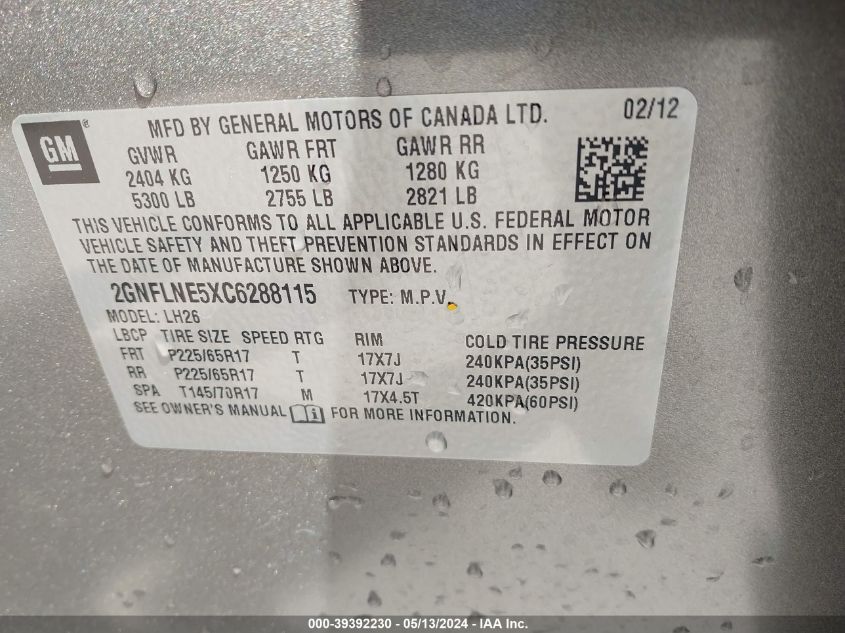 GM®
MFD BY GENERAL MOTORS OF CANADA LTD. 02/12
GVWR GAWR FRT GAWR RR
2404 KG 1250 KG 1280 KG
5300 LB 2755 LB 2821 LB
THIS VEHICLE CONFORMS TO ALL APPLICABLE U.S. FEDERAL MOTOR
VEHICLE SAFETY AND THEFT PREVENTION STANDARDS IN EFFECT ON
THE DATE OF MANUFACTURE SHOWN ABOVE.
2GNFLNE5XC6288115 TYPE: M.P.V.
MODEL: LH26
LBCP TIRE SIZE SPEED RTG RIM COLD TIRE PRESSURE
FRT P225/65R17 T 17X7J 240KPA(35PSI)
RR P225/65R17 T 17X7J 240KPA(35PSI)
SPA T145/70R17 M 17X4.5T 420KPA(60PSI)
SEE OWNER'S MANUAL FOR MORE INFORMATION.
000-39392230 - 05/13/2024 - IAA Inc.